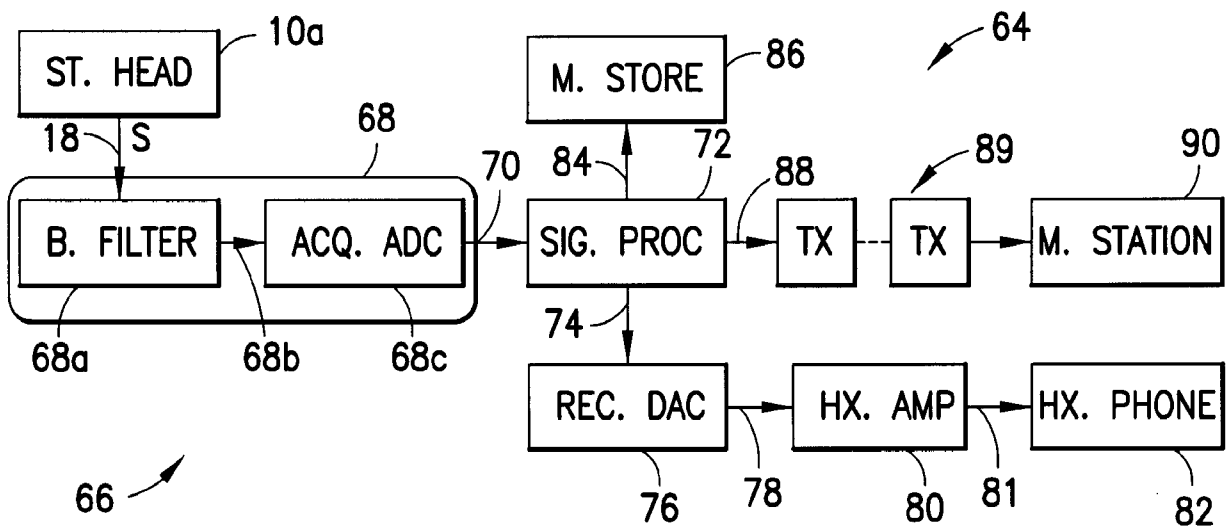 10a
64
ST. HEAD
M. STORE
86
18
S
68
72
84
89
90
70
88
B. FILTER
ACQ. ADC
SIG. PROC
TX
TX
M. STATION
74
68a
68b
68c
REC. DAC
HX. AMP
HX. PHONE
66
76
78
80
81
82